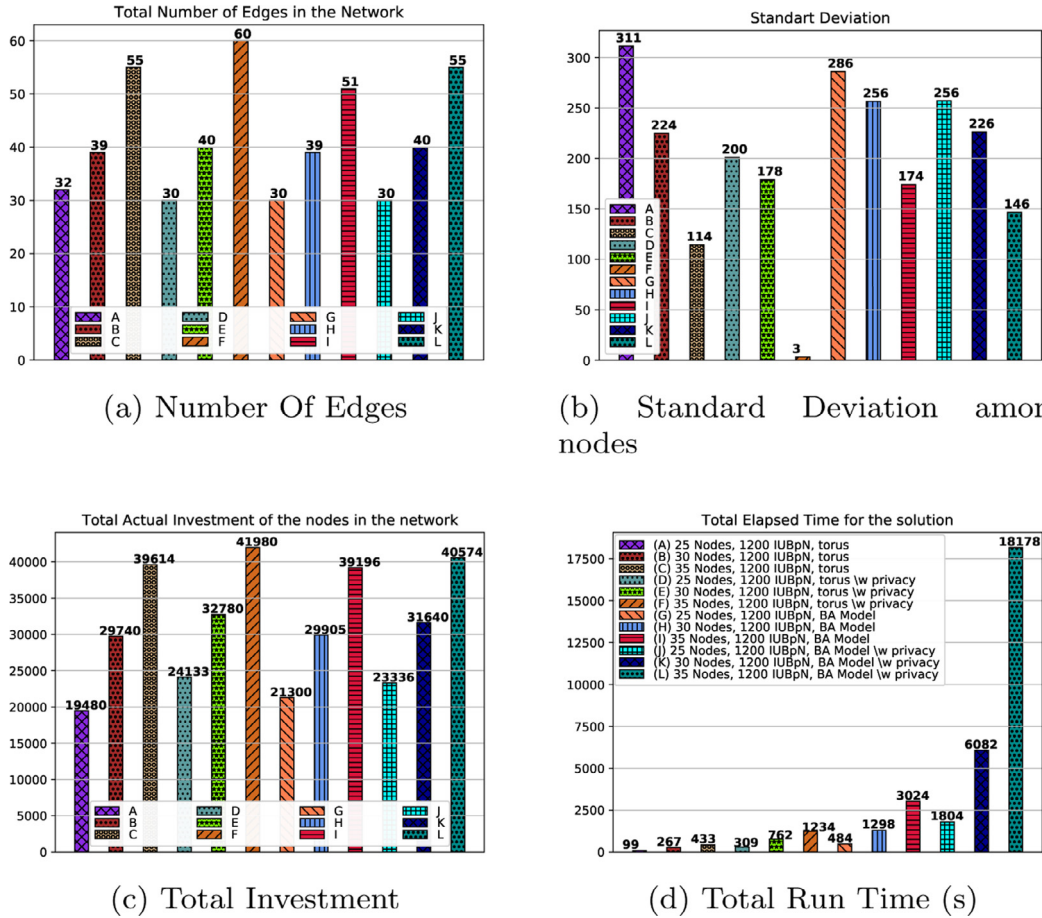 Total Number of Edges in the Network
60
50
40
30
20
10
0
32
39
55
30
40
60
30
39
51
30
40
55
A
B
C
D
E
F
G
H
I
J
K
L
(a) Number Of Edges
Standart Deviation
300
250
200
150
100
50
0
311
224
114
200
178
3
286
256
174
256
226
146
A
B
C
D
E
F
G
H
I
J
K
L
(b) Standard Deviation amon
nodes
Total Actual Investment of the nodes in the network
40000
35000
30000
25000
20000
15000
10000
5000
0
19480
29740
39614
24133
32780
41980
21300
29905
39196
23336
31640
40574
A
B
C
D
E
F
G
H
I
J
K
L
(c) Total Investment
Total Elapsed Time for the solution
17500
15000
12500
10000
7500
5000
2500
0
(A) 25 Nodes, 1200 IUBpN, torus
(B) 30 Nodes, 1200 IUBpN, torus
(C) 35 Nodes, 1200 IUBpN, torus
(D) 25 Nodes, 1200 IUBpN, torus \w privacy
(E) 30 Nodes, 1200 IUBpN, torus \w privacy
(F) 35 Nodes, 1200 IUBpN, torus \w privacy
(G) 25 Nodes, 1200 IUBpN, BA Model
(H) 30 Nodes, 1200 IUBpN, BA Model
(I) 35 Nodes, 1200 IUBpN, BA Model
(J) 25 Nodes, 1200 IUBpN, BA Model \w privacy
(K) 30 Nodes, 1200 IUBpN, BA Model \w privacy
(L) 35 Nodes, 1200 IUBpN, BA Model \w privacy
99
267
433
309
762
1234
484
1298
3024
1804
6082
18178
(d) Total Run Time (s)